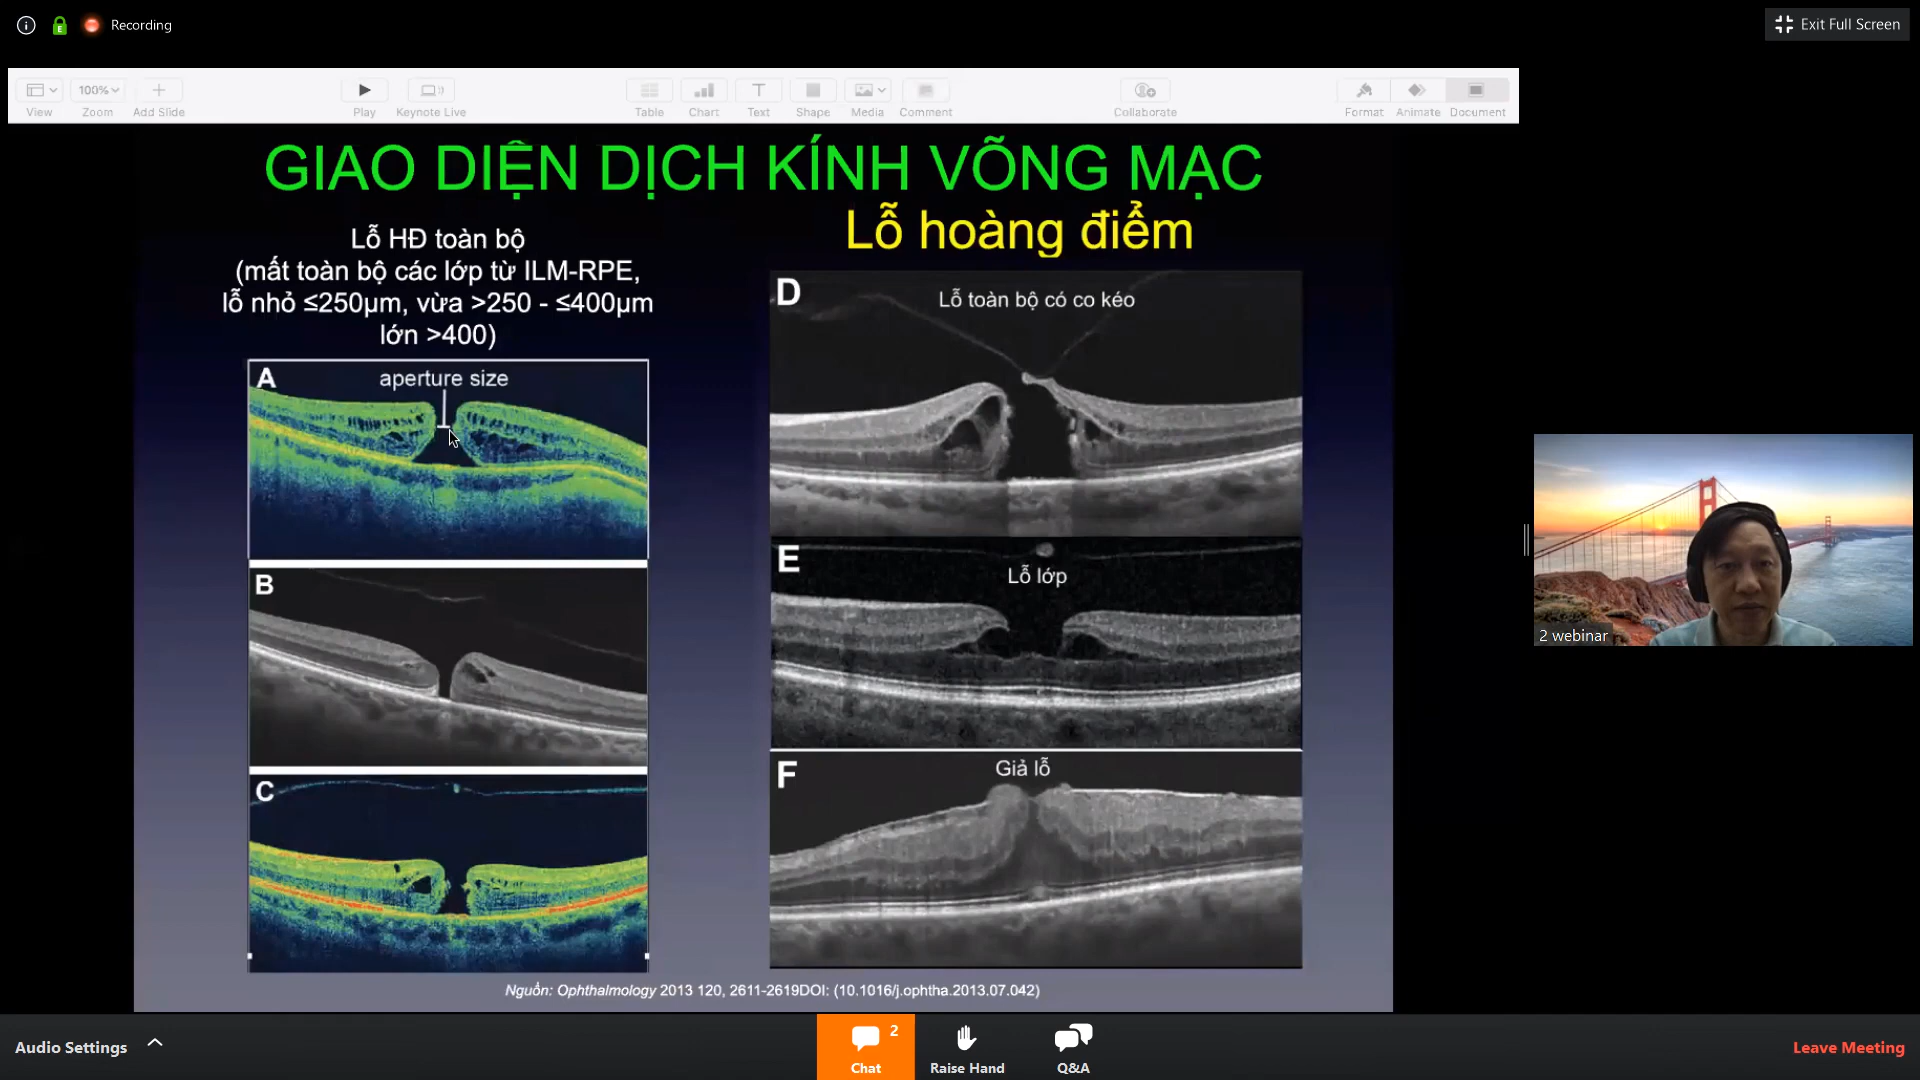 Recording
Exit Full Screen
100%
View
Zoom
Add Slide
Play
Keynote Live
Table
Chart
Text
Shape
Media
Comment
Collaborate
Format
Animate
Document
GIAO DIỆN DỊCH KÍNH VÕNG MẠC
Lỗ hoàng điểm
Lỗ HĐ toàn bộ
(mất toàn bộ các lớp từ ILM-RPE,
lỗ nhỏ ≤250µm, vừa >250 - ≤400µm
lớn >400)
A
aperture size
B
C
D
Lỗ toàn bộ có co kéo
E
Lỗ lớp
F
Giả lỗ
Nguồn: Ophthalmology 2013 120, 2611-2619DOI: (10.1016/j.ophtha.2013.07.042)
2 webinar
Audio Settings
2
Chat
Raise Hand
Q&A
Leave Meeting